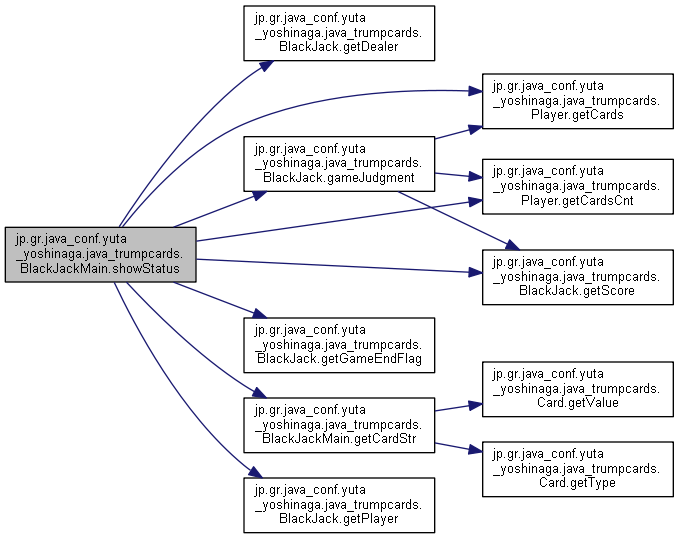 jp.gr.java_conf.yuta
_yoshinaga.java_trumpcards.
BlackJackMain.showStatus
jp.gr.java_conf.yuta
_yoshinaga.java_trumpcards.
BlackJack.getDealer
jp.gr.java_conf.yuta
_yoshinaga.java_trumpcards.
BlackJack.gameJudgment
jp.gr.java_conf.yuta
_yoshinaga.java_trumpcards.
BlackJack.getGameEndFlag
jp.gr.java_conf.yuta
_yoshinaga.java_trumpcards.
BlackJackMain.getCardStr
jp.gr.java_conf.yuta
_yoshinaga.java_trumpcards.
BlackJack.getPlayer
jp.gr.java_conf.yuta
_yoshinaga.java_trumpcards.
Player.getCards
jp.gr.java_conf.yuta
_yoshinaga.java_trumpcards.
Player.getCardsCnt
jp.gr.java_conf.yuta
_yoshinaga.java_trumpcards.
BlackJack.getScore
jp.gr.java_conf.yuta
_yoshinaga.java_trumpcards.
Card.getValue
jp.gr.java_conf.yuta
_yoshinaga.java_trumpcards.
Card.getType